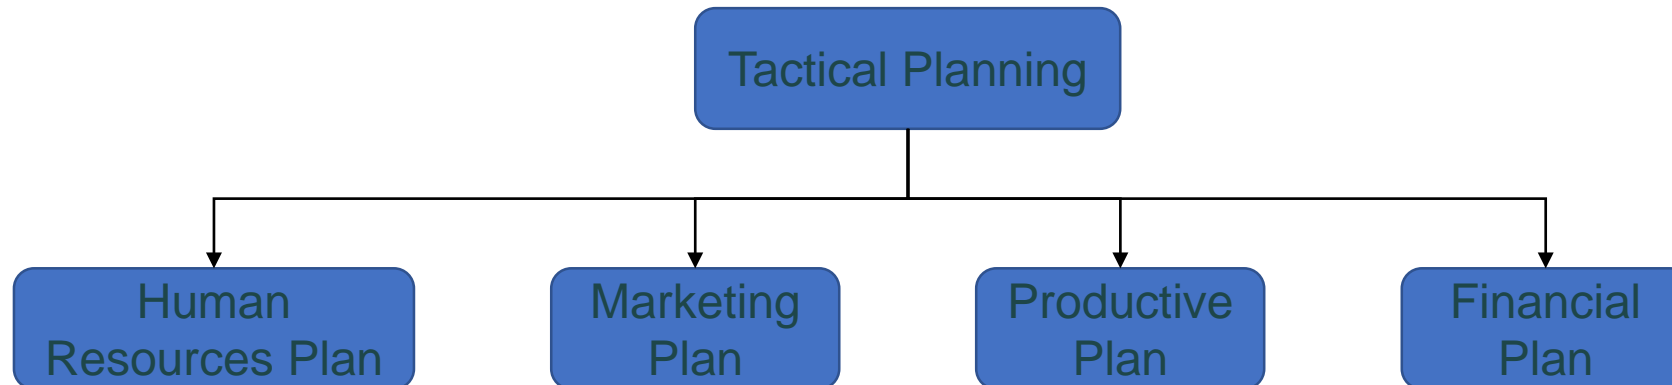 Tactical Planning
Human
Resources Plan
Marketing
Plan
Productive
Plan
Financial
Plan